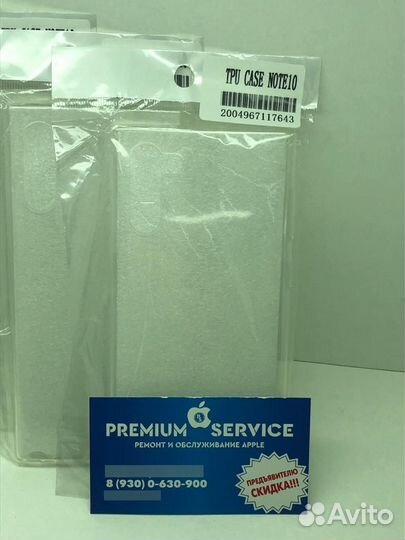 TPU CASE NOTE10
2004967117643
PREMIUM SERVICE
РЕМОНТ И ОБСЛУЖИВАНИЕ APPLE
8 (930) 0-630-900
ПРЕДЪЯВИТЕЛЮ
СКИДКА!!!
Avito